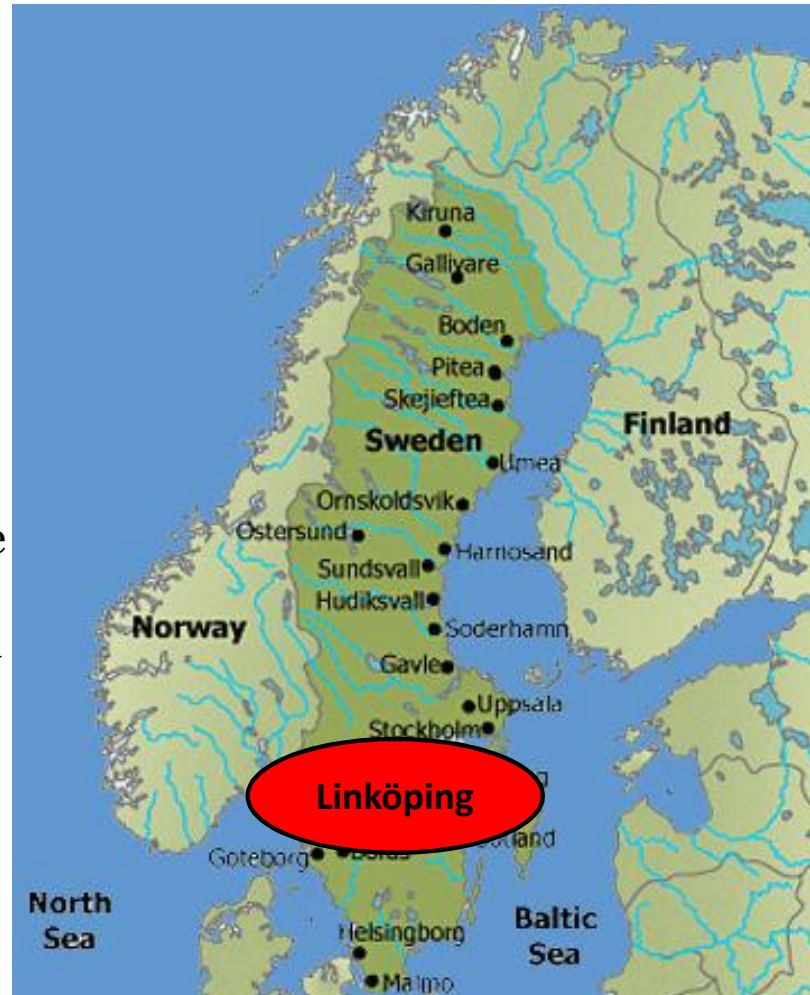 Kiruna
Gallivare
Boden
Pitea
Skejieftea
Sweden
Finland
Umea
Ornskoldsvik
Ostersund
Harnosand
Sundsvall
Hudiksvall
Norway
Soderhamn
Gavle
Uppsala
Stockholm
Linköping
Goteborg
North
Sea
Baltic
Sea
Helsingborg
Malmo